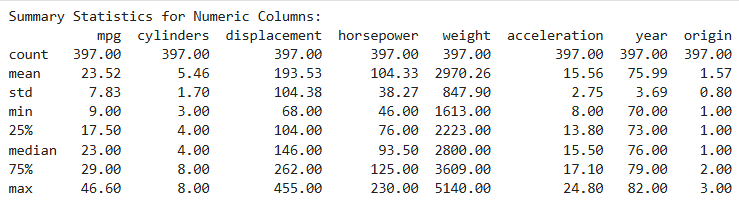 Summary Statistics for Numeric Columns:
mpg cylinders displacement horsepower weight acceleration year origin
count 397.00 397.00 397.00 397.00 397.00 397.00 397.00 397.00
mean 23.52 5.46 193.53 104.33 2970.26 15.56 75.99 1.57
std 7.83 1.70 104.38 38.27 847.90 2.75 3.69 0.80
min 9.00 3.00 68.00 46.00 1613.00 8.00 70.00 1.00
25% 17.50 4.00 104.00 76.00 2223.00 13.80 73.00 1.00
median 23.00 4.00 146.00 93.50 2800.00 15.50 76.00 1.00
75% 29.00 8.00 262.00 125.00 3609.00 17.10 79.00 2.00
max 46.60 8.00 455.00 230.00 5140.00 24.80 82.00 3.00